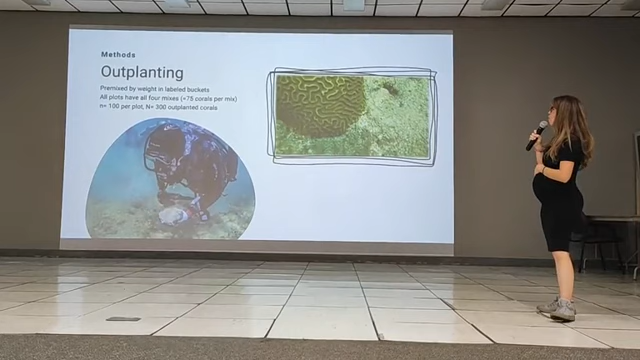 Methods
Outplanting
Premixed by weight in labeled buckets
All plots have all four mixes (≈75 corals per mix)
n= 100 per plot, N= 300 outplanted corals